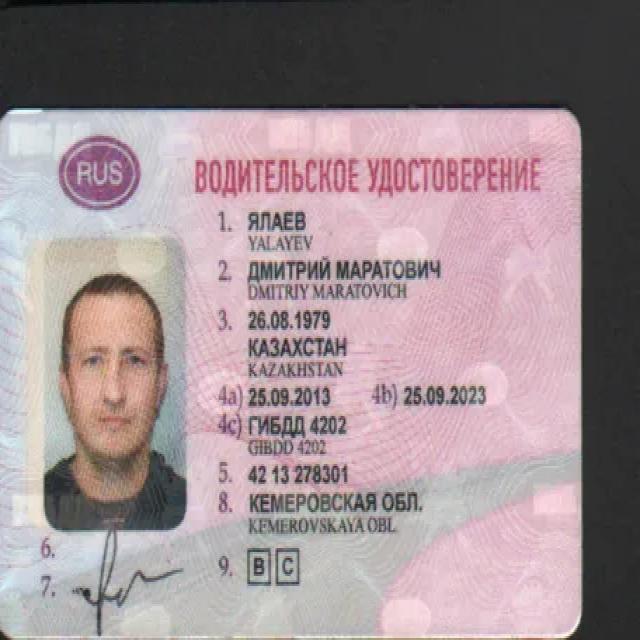 RUS
ВОДИТЕЛЬСКОЕ УДОСТОВЕРЕНИЕ
1. ЯЛАЕВ
YALAYEV
2. ДМИТРИЙ МАРАТОВИЧ
DMITRIY MARATOVICH
3. 26.08.1979
КАЗАХСТАН
KAZAKHSTAN
4a) 25.09.2013 4b) 25.09.2023
4c) ГИБДД 4202
GIBDD 4202
5. 42 13 278301
8. КЕМЕРОВСКАЯ ОБЛ.
KEMEROVSKAYA OBL.
6.
7.
9. B C